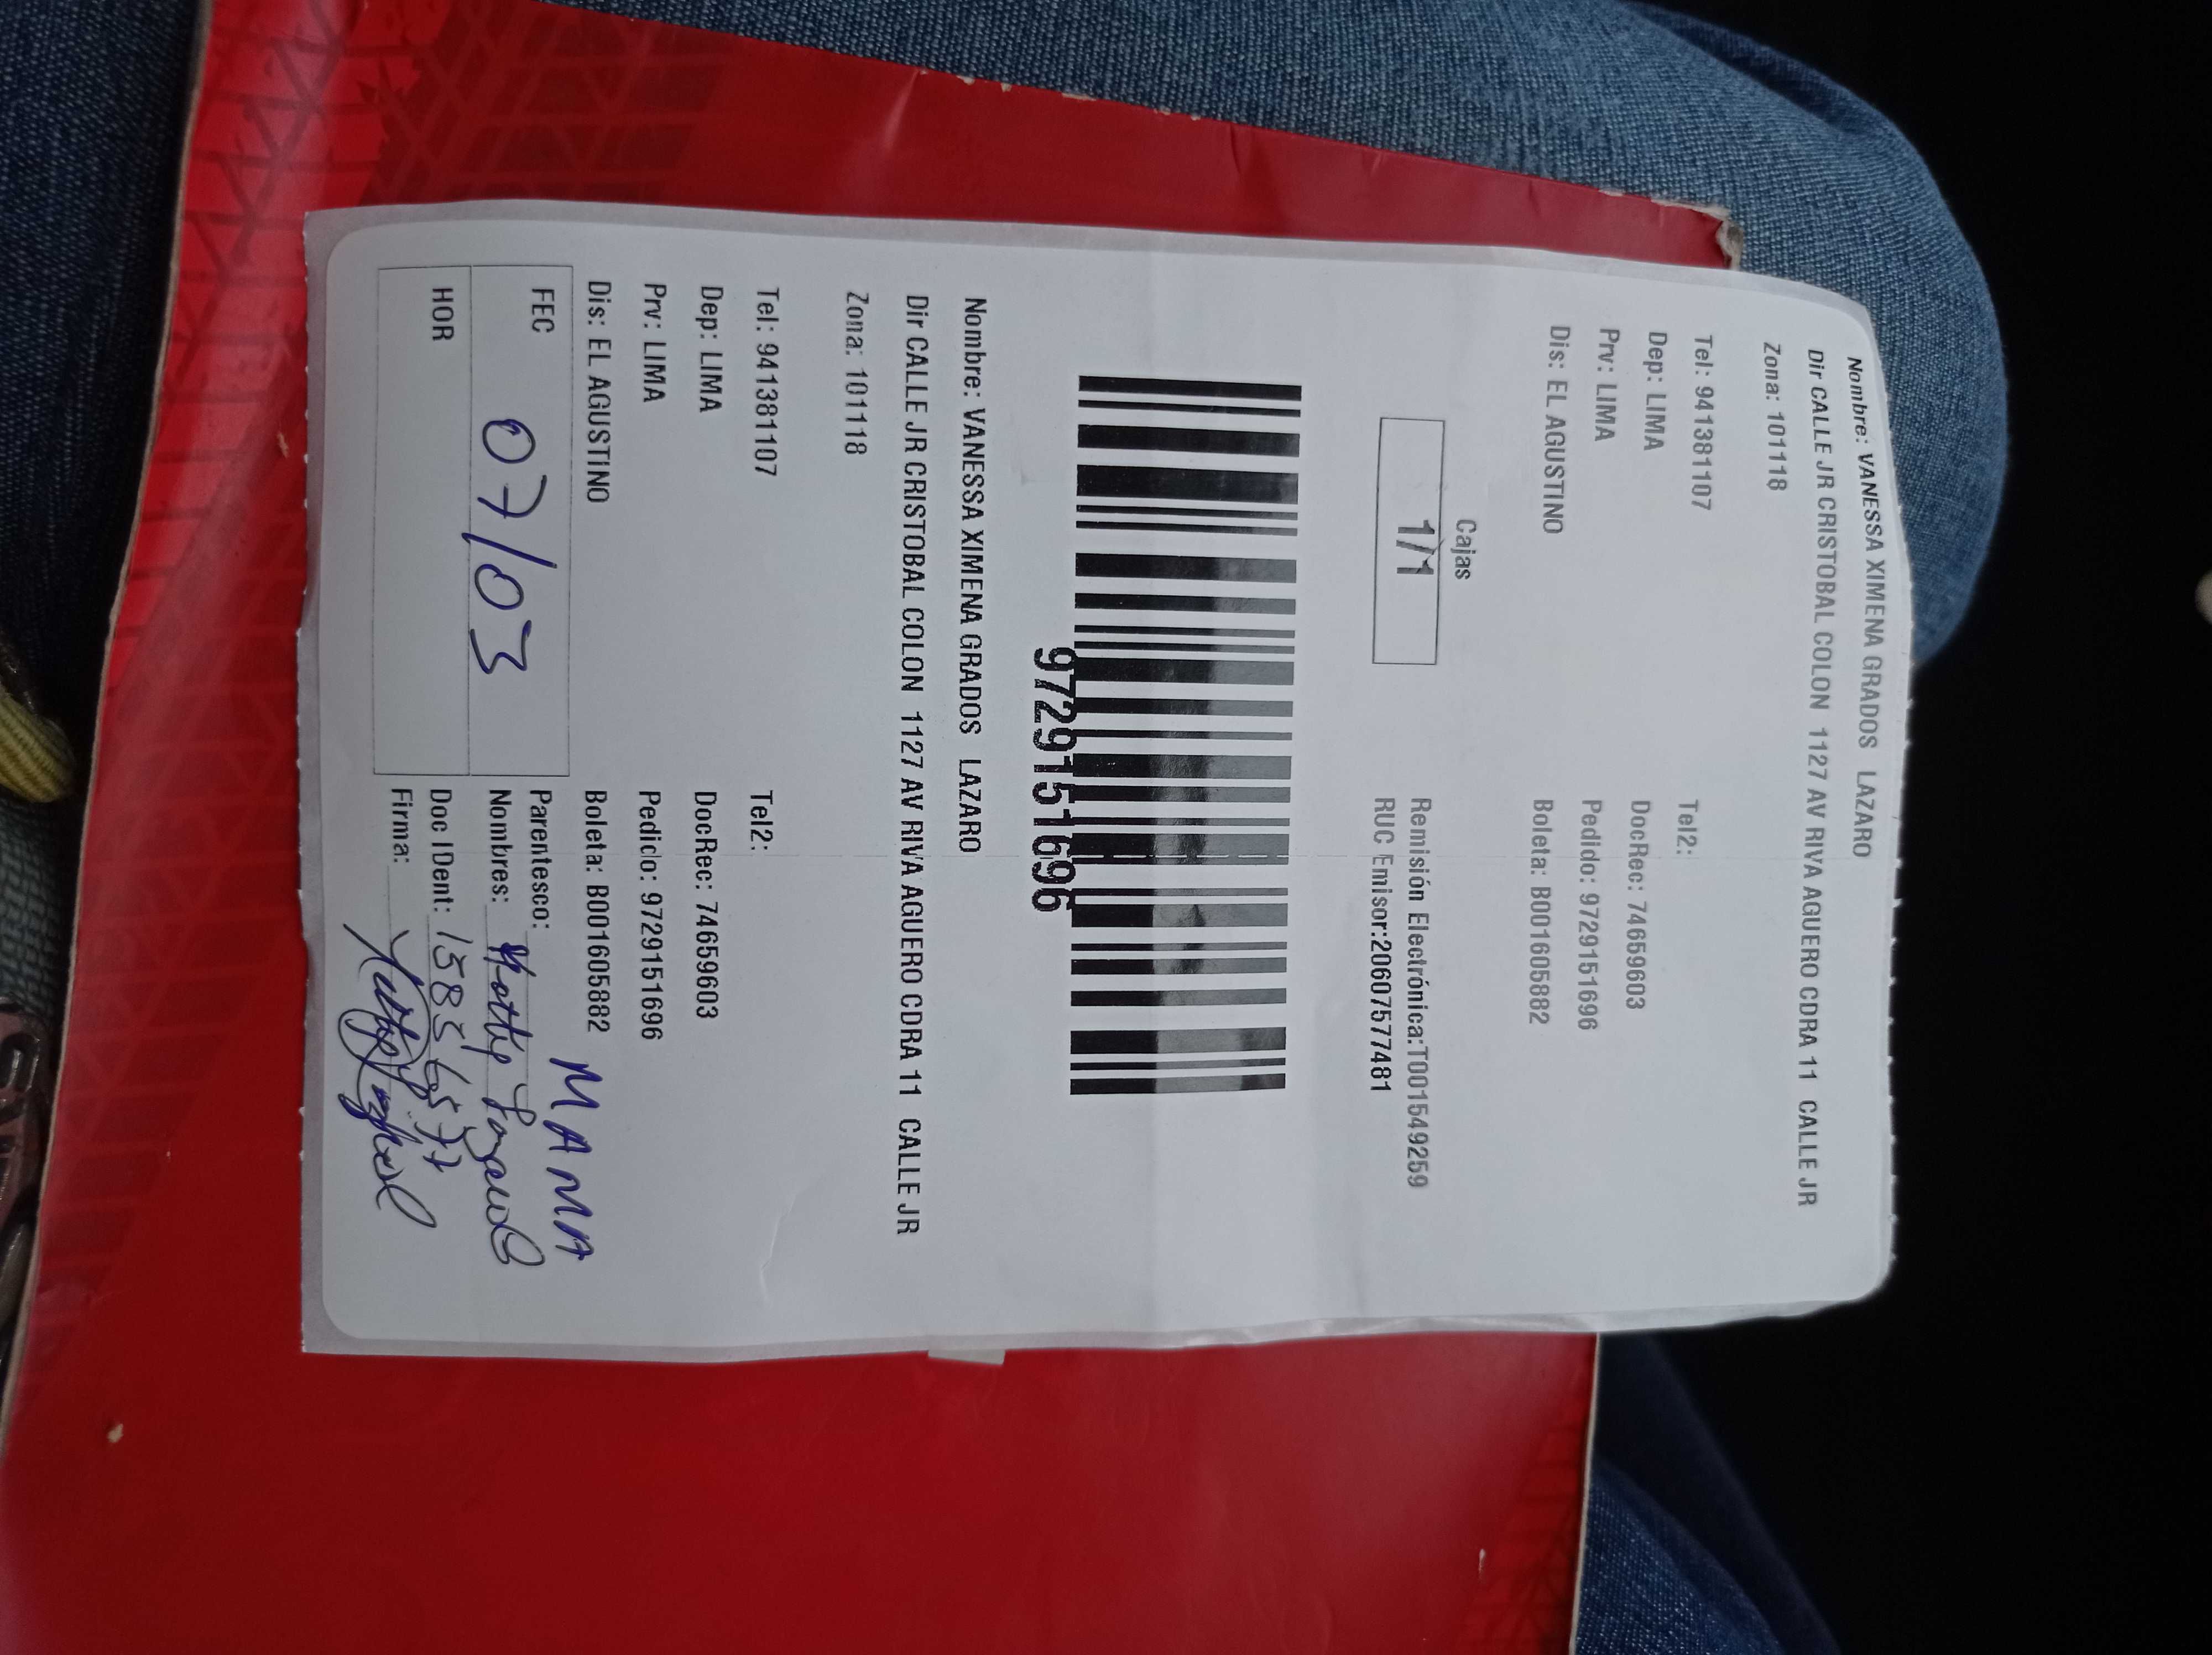 Nombre: VANESSA XIMENA GRADOS LAZARO
Dir CALLE JR CRISTOBAL COLON 1127 AV RIVA AGUERO CDRA 11 CALLE JR
Zona: 101118
Tel: 941381107 Tel2:
Dep: LIMA DocRec: 74659603
Prv: LIMA Pedido: 9729151696
Dis: EL AGUSTINO Boleta: B001605882
Cajas
1/1
Remisión Electrónica:T001549259
RUC Emisor:20607577481
9729151696
Nombre: VANESSA XIMENA GRADOS LAZARO
Dir CALLE JR CRISTOBAL COLON 1127 AV RIVA AGUERO CDRA 11 CALLE JR
Zona: 101118
Tel: 941381107 Tel2:
Dep: LIMA DocRec: 74659603
Prv: LIMA Pedido: 9729151696
Dis: EL AGUSTINO Boleta: B001605882
FEC 07/03 Parentesco: MAMA
Nombres:
HOR Doc IDent:
Firma: